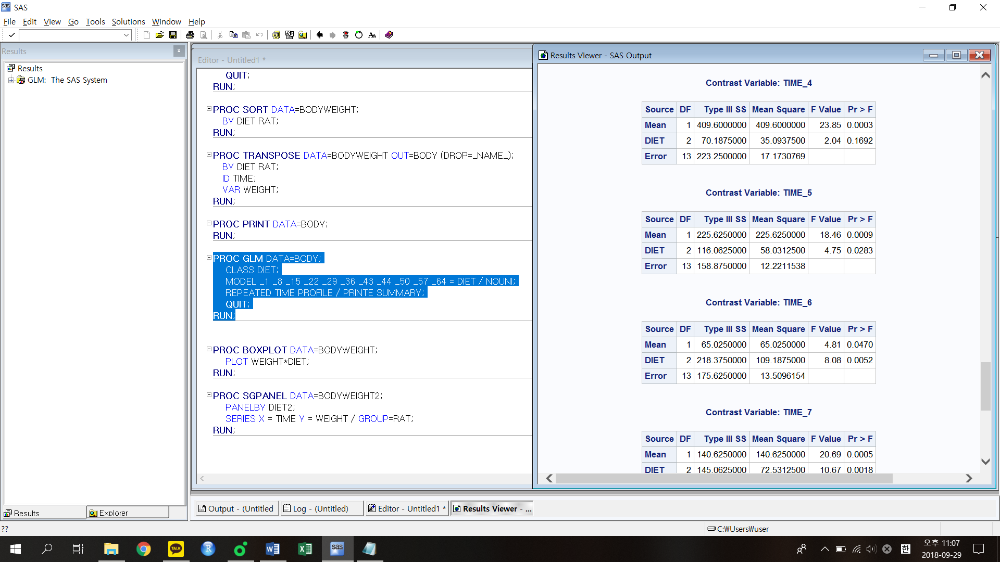 SAS
File Edit View Go Tools Solutions Window Help
Results
Results
GLM: The SAS System
Results
Explorer
Editor - Untitled1 *
QUIT;
RUN;
PROC SORT DATA=BODYWEIGHT;
BY DIET RAT;
RUN;
PROC TRANSPOSE DATA=BODYWEIGHT OUT=BODY (DROP=_NAME_);
BY DIET RAT;
ID TIME;
VAR WEIGHT;
RUN;
PROC PRINT DATA=BODY;
RUN;
PROC GLM DATA=BODY;
CLASS DIET;
MODEL _1 _8 _15 _22 _29 _36 _43 _44 _50 _57 _64 = DIET / NOUNI;
REPEATED TIME PROFILE / PRINTE SUMMARY;
QUIT;
RUN;
PROC BOXPLOT DATA=BODYWEIGHT;
PLOT WEIGHT*DIET;
RUN;
PROC SGPANEL DATA=BODYWEIGHT2;
PANELBY DIET2;
SERIES X = TIME Y = WEIGHT / GROUP=RAT;
RUN;
Results Viewer - SAS Output
Contrast Variable: TIME_4
Source DF Type III SS Mean Square F Value Pr > F
Mean 1 409.6000000 409.6000000 23.85 0.0003
DIET 2 70.1875000 35.0937500 2.04 0.1692
Error 13 223.2500000 17.1730769
Contrast Variable: TIME_5
Source DF Type III SS Mean Square F Value Pr > F
Mean 1 225.6250000 225.6250000 18.46 0.0009
DIET 2 116.0625000 58.0312500 4.75 0.0283
Error 13 158.8750000 12.2211538
Contrast Variable: TIME_6
Source DF Type III SS Mean Square F Value Pr > F
Mean 1 65.0250000 65.0250000 4.81 0.0470
DIET 2 218.3750000 109.1875000 8.08 0.0052
Error 13 175.6250000 13.5096154
Contrast Variable: TIME_7
Source DF Type III SS Mean Square F Value Pr > F
Mean 1 140.6250000 140.6250000 20.69 0.0005
DIET 2 145.0625000 72.5312500 10.67 0.0018
Output - (Untitled
Log - (Untitled)
Editor - Untitled1 *
Results Viewer - ...
??
C:₩Users₩user
TALK
R
sas
한
오후 11:07
2018-09-29